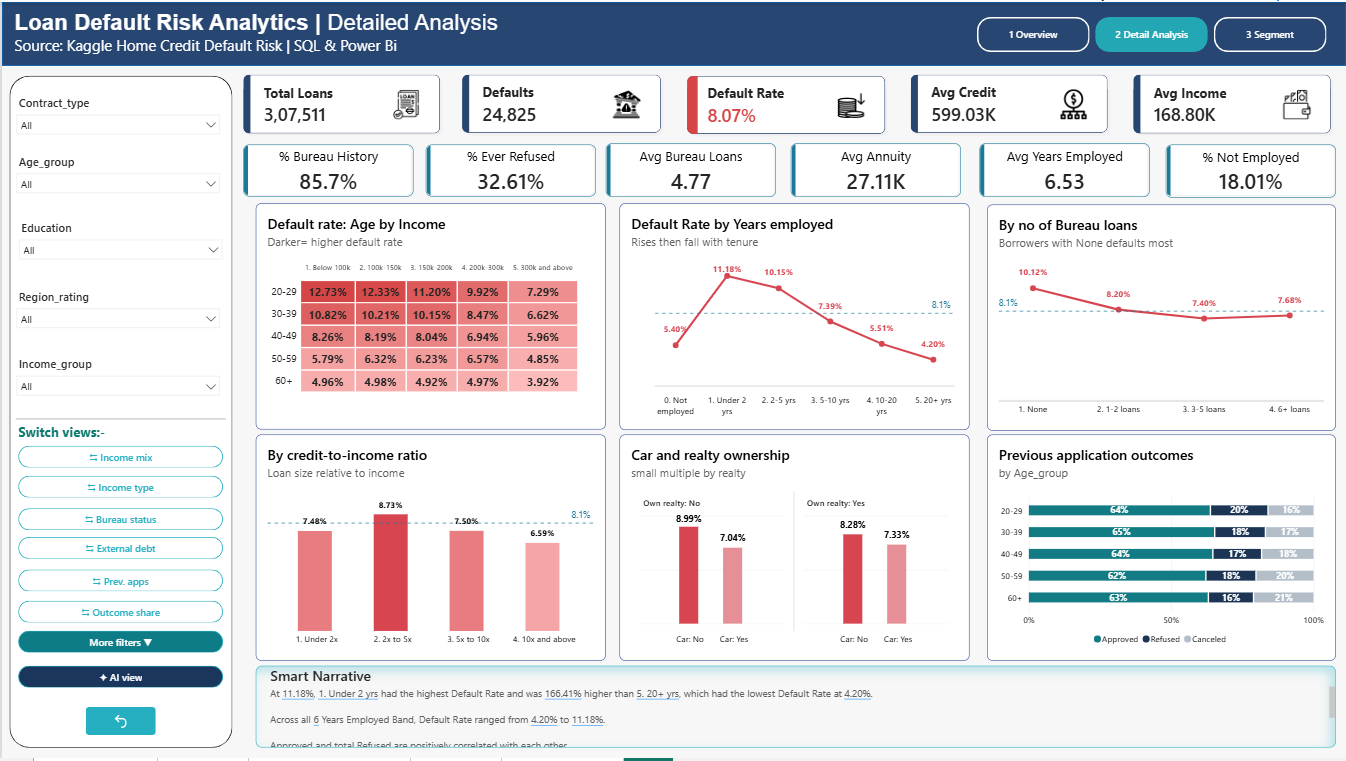 Loan Default Risk Analytics | Detailed Analysis
Source: Kaggle Home Credit Default Risk | SQL & Power Bi
1 Overview
2 Detail Analysis
3 Segment
Contract_type
All
Age_group
All
Education
All
Region_rating
All
Income_group
All
Switch views:-
⇆ Income mix
⇆ Income type
⇆ Bureau status
⇆ External debt
⇆ Prev. apps
⇆ Outcome share
More filters ▼
✦ AI view
Total Loans
3,07,511
Defaults
24,825
Default Rate
8.07%
Avg Credit
599.03K
Avg Income
168.80K
% Bureau History
85.7%
% Ever Refused
32.61%
Avg Bureau Loans
4.77
Avg Annuity
27.11K
Avg Years Employed
6.53
% Not Employed
18.01%
Default rate: Age by Income
Darker= higher default rate
1. Below 100k 2. 100k-150k 3. 150k-200k 4. 200k-300k 5. 300k and above
20-29 12.73% 12.33% 11.20% 9.92% 7.29%
30-39 10.82% 10.21% 10.15% 8.47% 6.62%
40-49 8.26% 8.19% 8.04% 6.94% 5.96%
50-59 5.79% 6.32% 6.23% 6.57% 4.85%
60+ 4.96% 4.98% 4.92% 4.97% 3.92%
Default Rate by Years employed
Rises then fall with tenure
5.40% 11.18% 10.15% 7.39% 5.51% 4.20%
8.1%
0. Not employed 1. Under 2 yrs 2. 2-5 yrs 3. 5-10 yrs 4. 10-20 yrs 5. 20+ yrs
By no of Bureau loans
Borrowers with None defaults most
10.12% 8.20% 7.40% 7.68%
8.1%
1. None 2. 1-2 loans 3. 3-5 loans 4. 6+ loans
By credit-to-income ratio
Loan size relative to income
7.48% 8.73% 7.50% 6.59%
8.1%
1. Under 2x 2. 2x to 5x 3. 5x to 10x 4. 10x and above
Car and realty ownership
small multiple by realty
Own realty: No
8.99% 7.04%
Car: No Car: Yes
Own realty: Yes
8.28% 7.33%
Car: No Car: Yes
Previous application outcomes
by Age_group
20-29 64% 20% 16%
30-39 65% 18% 17%
40-49 64% 17% 18%
50-59 62% 18% 20%
60+ 63% 16% 21%
0% 50% 100%
Approved Refused Canceled
Smart Narrative
At 11.18%, 1. Under 2 yrs had the highest Default Rate and was 166.41% higher than 5. 20+ yrs, which had the lowest Default Rate at 4.20%.
Across all 6 Years Employed Band, Default Rate ranged from 4.20% to 11.18%.
Approved and total Refused are positively correlated with each other.